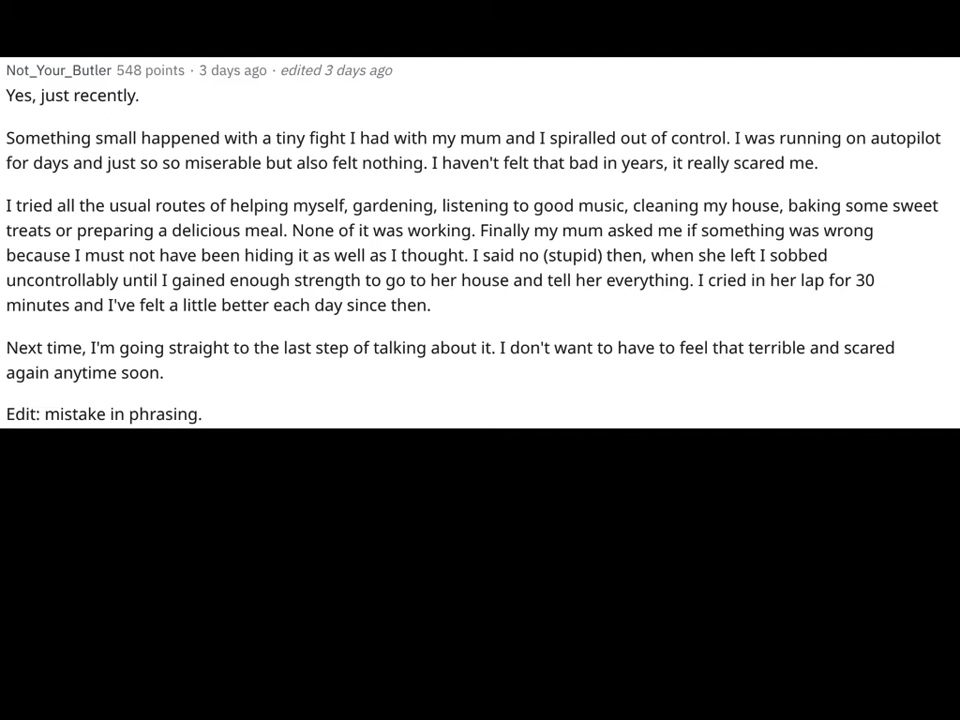 Not_Your_Butler 548 points · 3 days ago · edited 3 days ago
Yes, just recently.
Something small happened with a tiny fight I had with my mum and I spiralled out of control. I was running on autopilot
for days and just so so miserable but also felt nothing. I haven't felt that bad in years, it really scared me.
I tried all the usual routes of helping myself, gardening, listening to good music, cleaning my house, baking some sweet
treats or preparing a delicious meal. None of it was working. Finally my mum asked me if something was wrong
because I must not have been hiding it as well as I thought. I said no (stupid) then, when she left I sobbed
uncontrollably until I gained enough strength to go to her house and tell her everything. I cried in her lap for 30
minutes and I've felt a little better each day since then.
Next time, I'm going straight to the last step of talking about it. I don't want to have to feel that terrible and scared
again anytime soon.
Edit: mistake in phrasing.